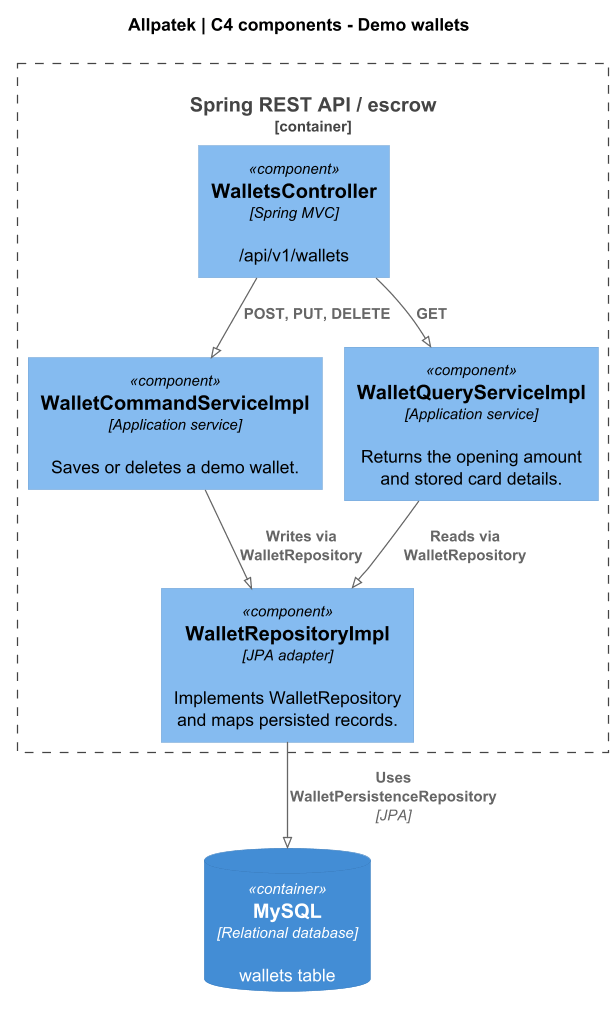 Allpatek | C4 components - Demo wallets
Spring REST API / escrow
[container]
«component»
WalletsController
[Spring MVC]
/api/v1/wallets
POST, PUT, DELETE
GET
«component»
WalletCommandServiceImpl
[Application service]
Saves or deletes a demo wallet.
«component»
WalletQueryServiceImpl
[Application service]
Returns the opening amount
and stored card details.
Writes via
WalletRepository
Reads via
WalletRepository
«component»
WalletRepositoryImpl
[JPA adapter]
Implements WalletRepository
and maps persisted records.
Uses
WalletPersistenceRepository
[JPA]
«container»
MySQL
[Relational database]
wallets table